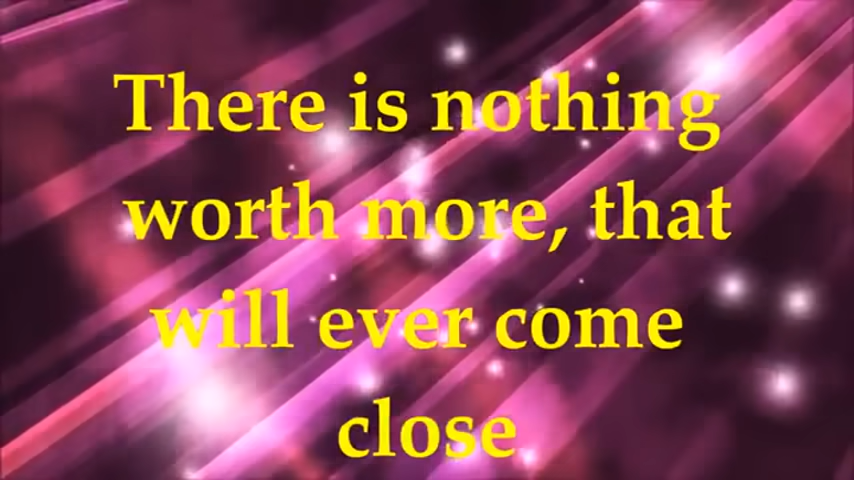 There is nothing
worth more, that
will ever come
close